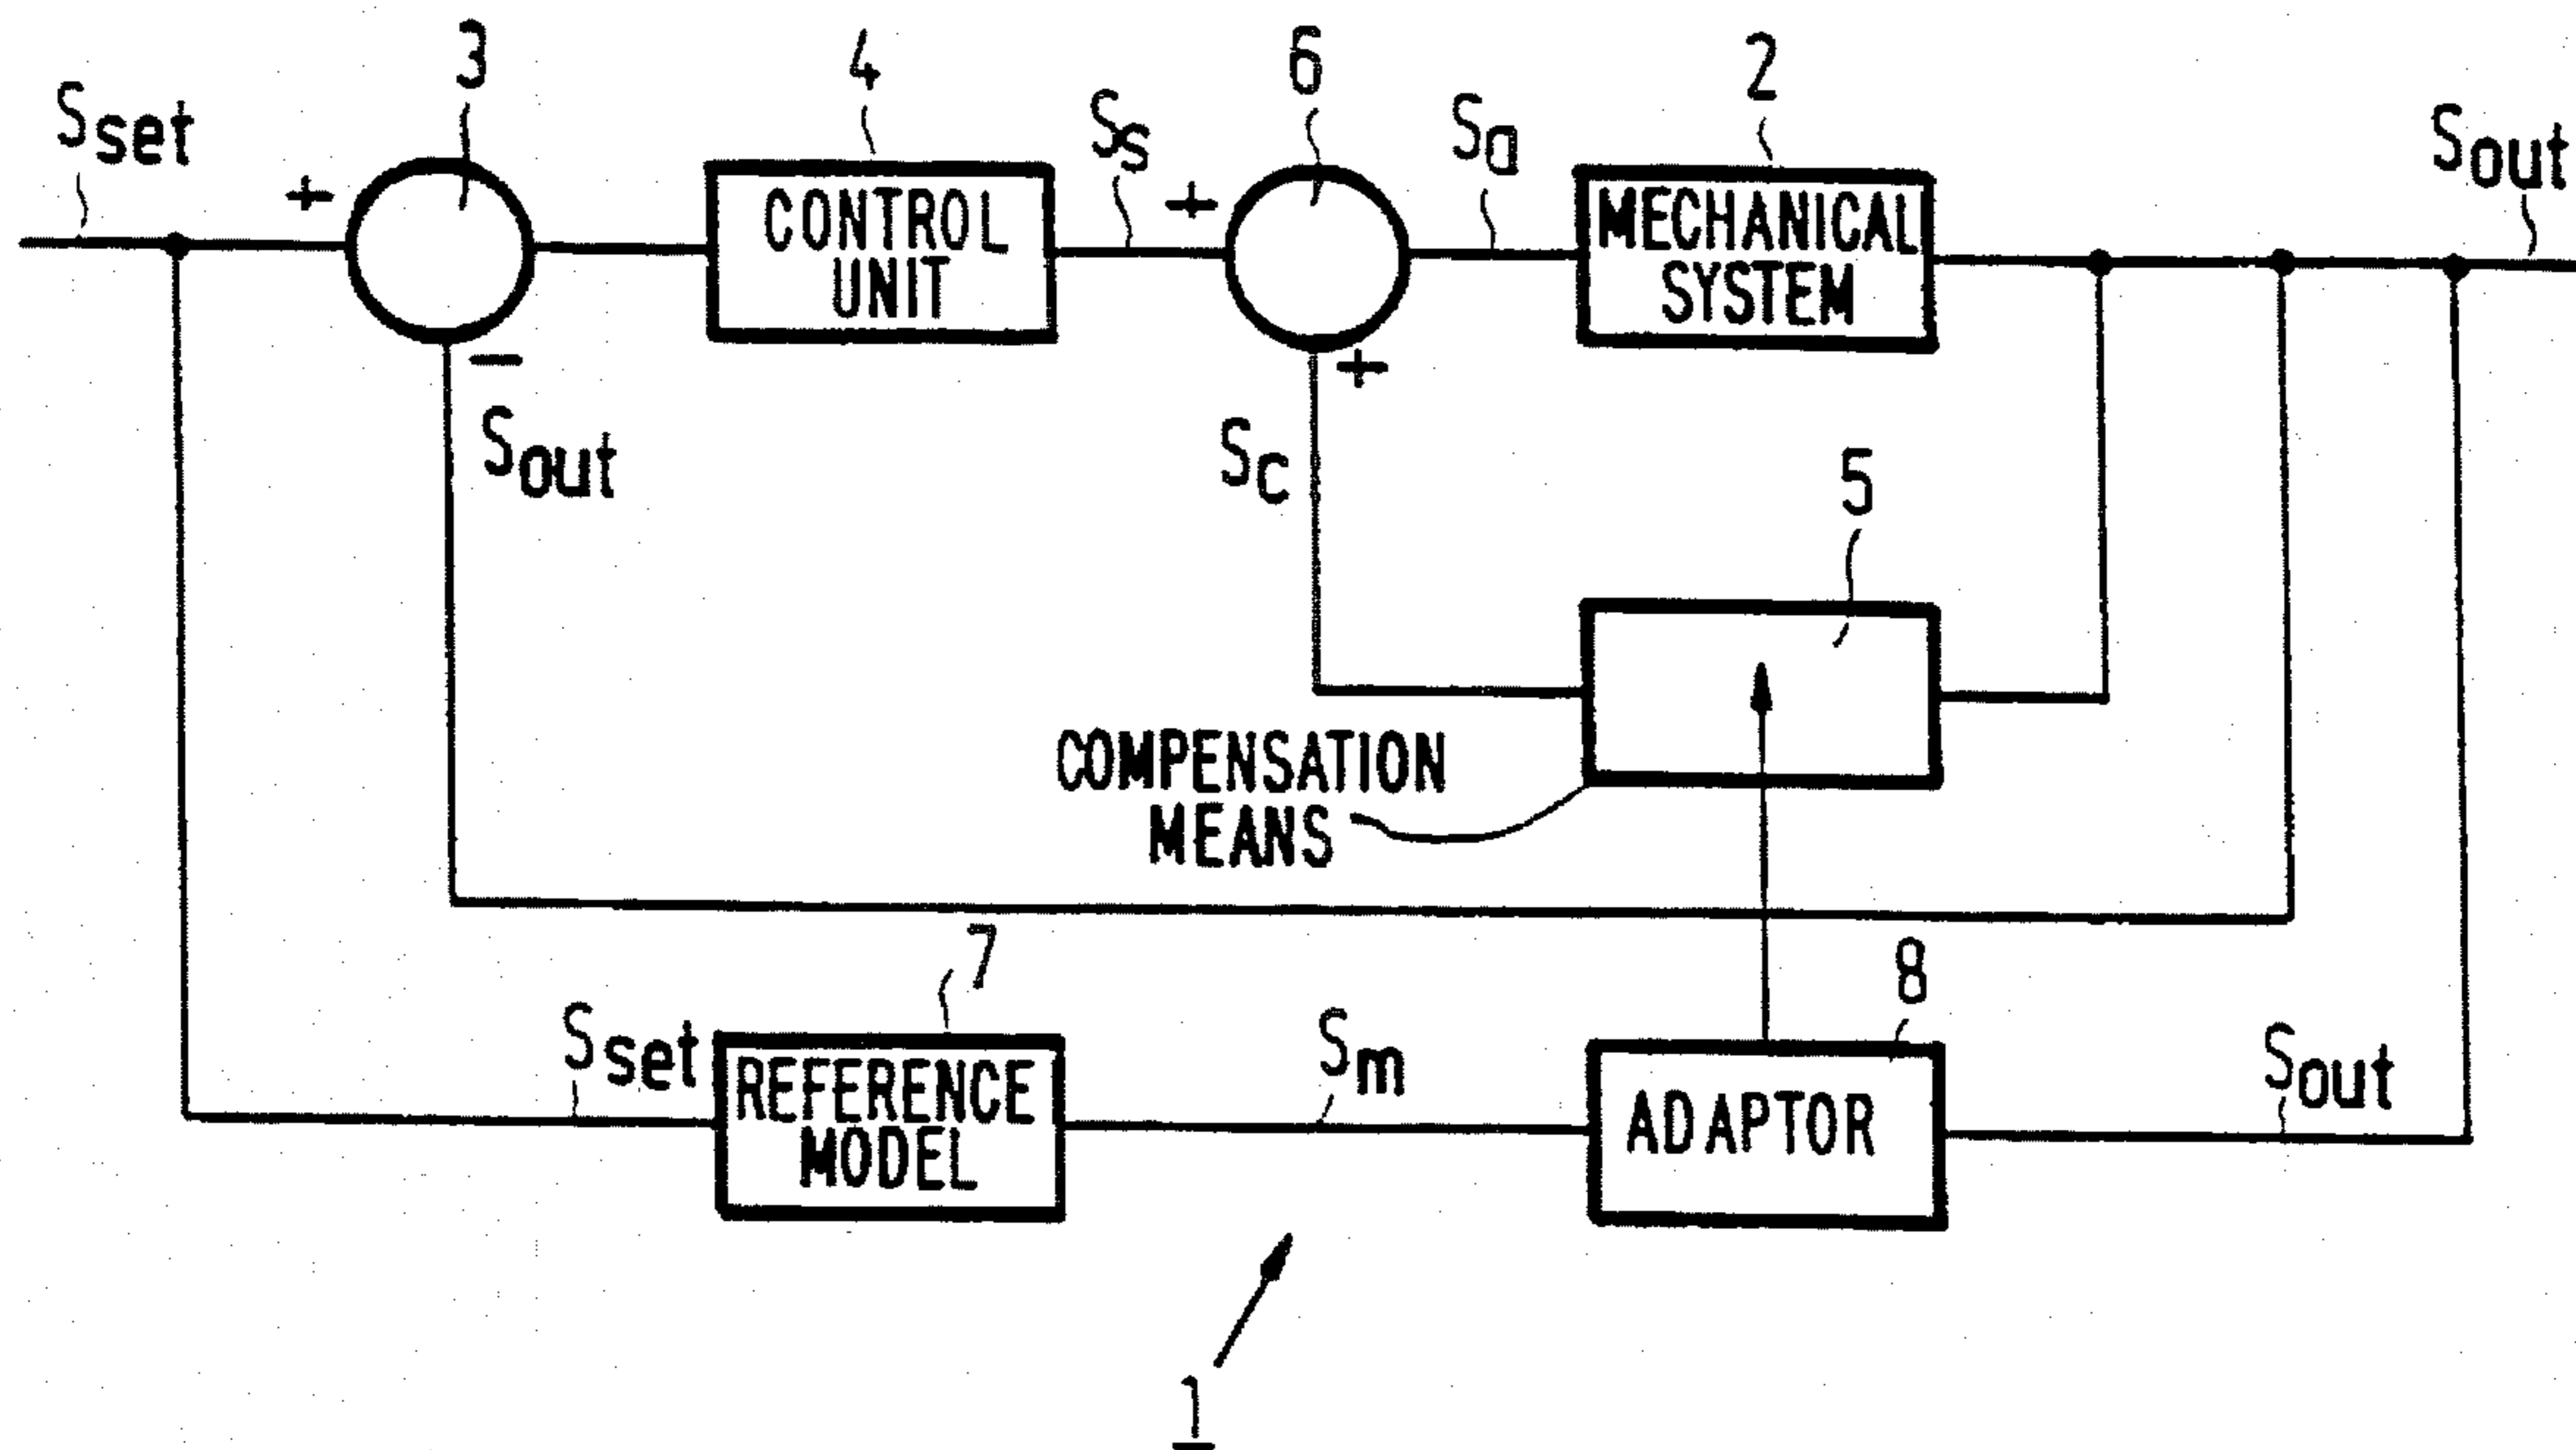 3
4
6
2
Sset
Ss
Sa
Sout
+
+
CONTROL
UNIT
MECHANICAL
SYSTEM
−
+
Sout
Sc
5
COMPENSATION
MEANS
7
8
Sset
Sm
Sout
REFERENCE
MODEL
ADAPTOR
1